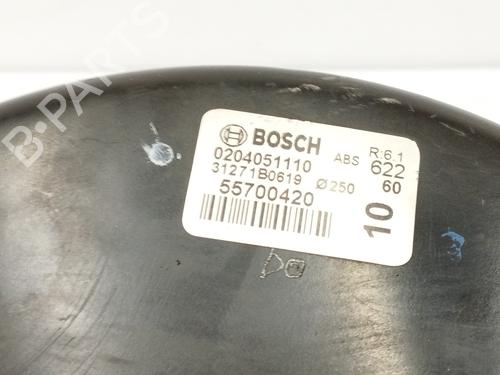 B-PARTS
BOSCH
0204051110 ABS R:6.1
31271B0619 Ø250 622
55700420 60
10